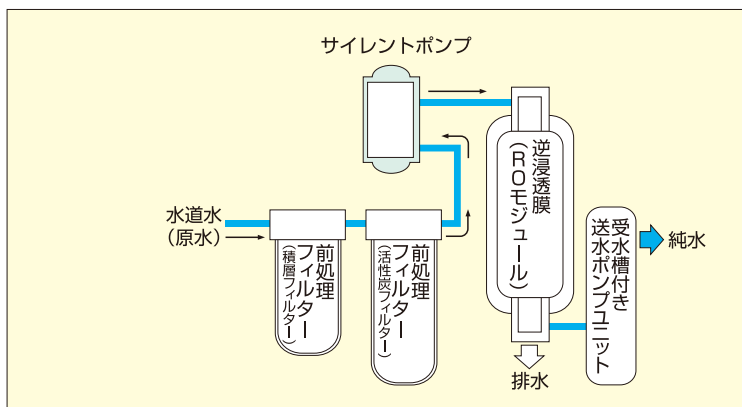 サイレントポンプ
水道水
（原水）
前処理
フィルター
（積層フィルター）
前処理
フィルター
（活性炭フィルター）
逆浸透膜
（ROモジュール）
排水
受水槽付き
送水ポンプユニット
純水